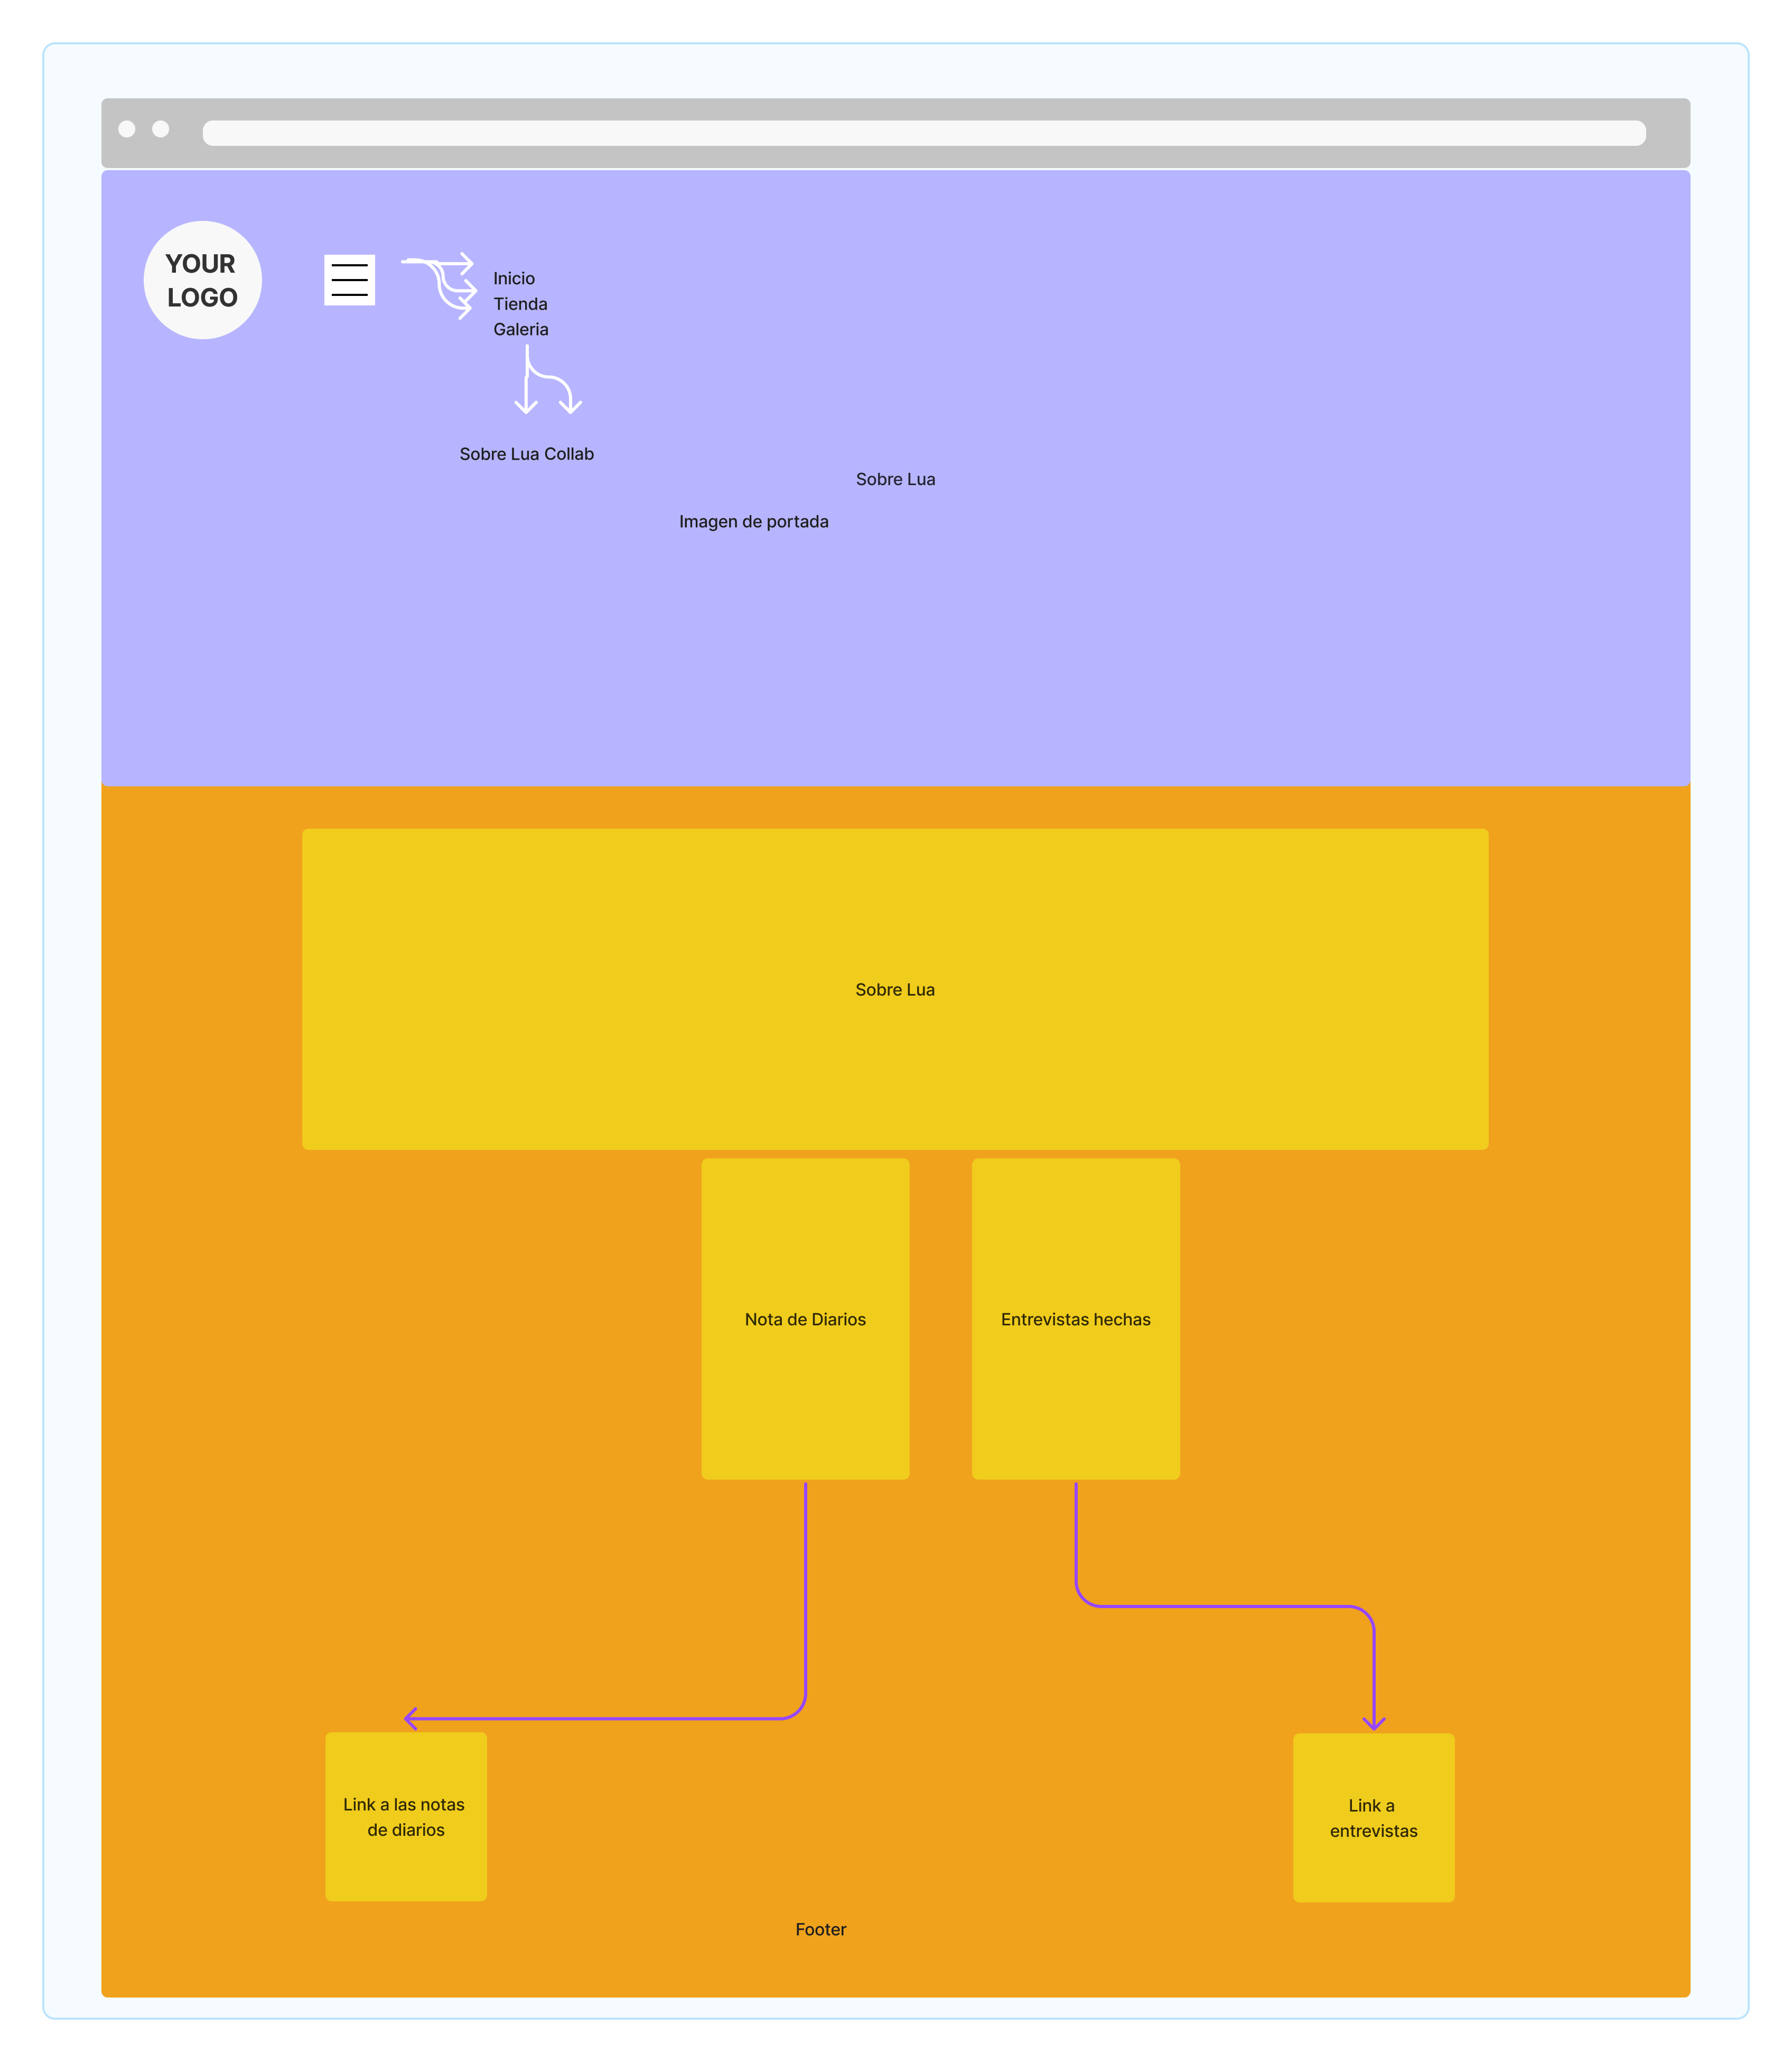 YOUR
LOGO
Inicio
Tienda
Galeria
Sobre Lua Collab
Sobre Lua
Imagen de portada
Sobre Lua
Nota de Diarios
Entrevistas hechas
Link a las notas
de diarios
Link a
entrevistas
Footer